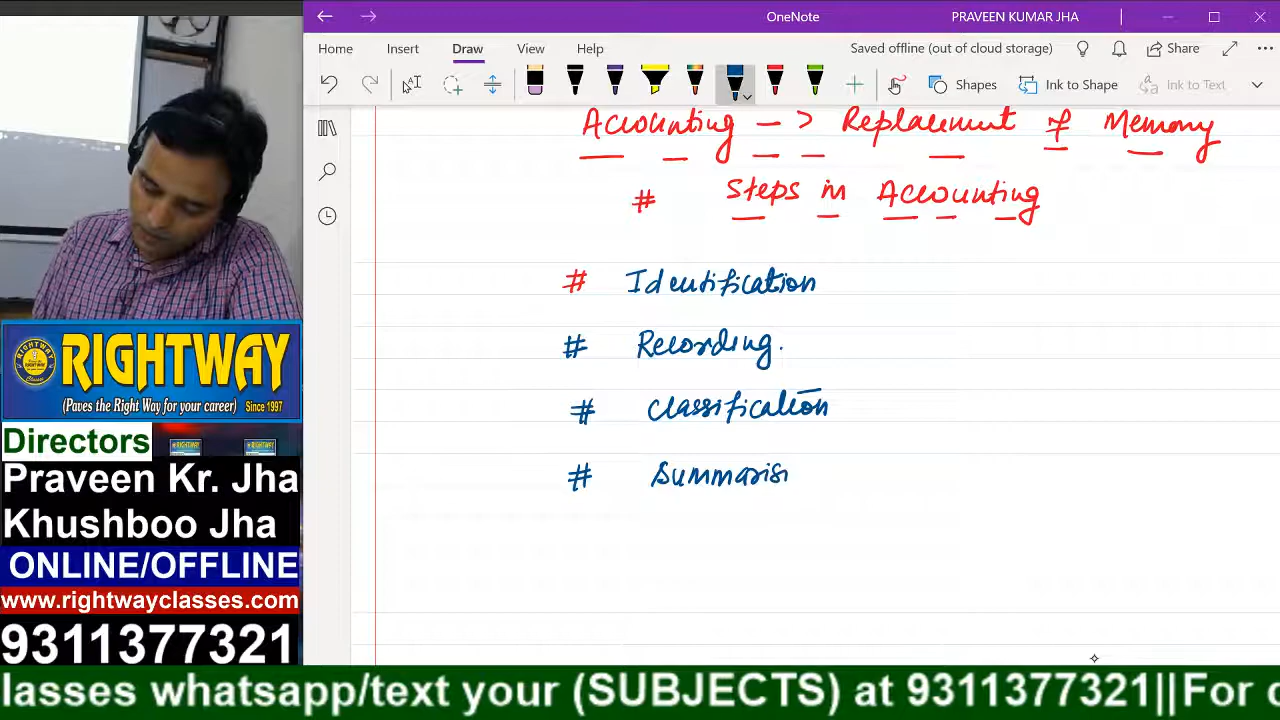 OneNote
PRAVEEN KUMAR JHA
Home Insert Draw View Help
Saved offline (out of cloud storage)
Share
Shapes
Ink to Shape
Ink to Text
Accounting -> Replacement of Memory
# Steps in Accounting
# Identification
# Recording.
# Classification
# Summarisi
RIGHTWAY
(Paves the Right Way for your career) Since 1997
Directors
Praveen Kr. Jha
Khushboo Jha
ONLINE/OFFLINE
www.rightwayclasses.com
9311377321
lasses whatsapp/text your (SUBJECTS) at 9311377321||For c